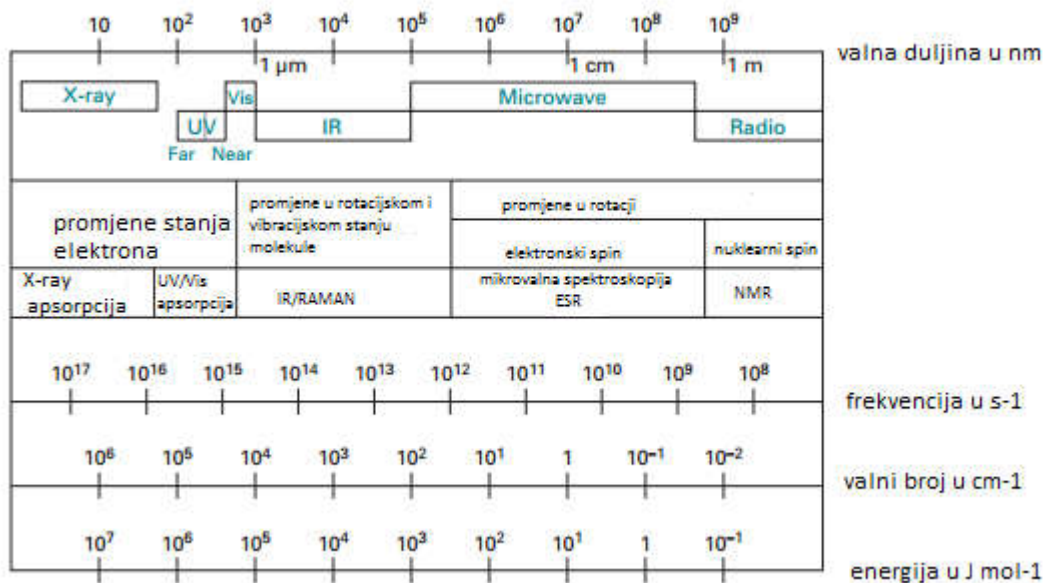 10 10² 10³ 10⁴ 10⁵ 10⁶ 10⁷ 10⁸ 10⁹
valna duljina u nm
1 µm 1 cm 1 m
X-ray Vis Microwave
UV IR Radio
Far Near
promjene stanja
elektrona
promjene u rotacijskom i
vibracijskom stanju
molekule
promjene u rotacji
elektronski spin
nuklearni spin
X-ray
apsorpcija
UV/Vis
apsorpcija
IR/RAMAN
mikrovalna spektroskopija
ESR
NMR
10¹⁷ 10¹⁶ 10¹⁵ 10¹⁴ 10¹³ 10¹² 10¹¹ 10¹⁰ 10⁹ 10⁸
frekvencija u s-1
10⁶ 10⁵ 10⁴ 10³ 10² 10¹ 1 10⁻¹ 10⁻²
valni broj u cm-1
10⁷ 10⁶ 10⁵ 10⁴ 10³ 10² 10¹ 1 10⁻¹
energija u J mol-1